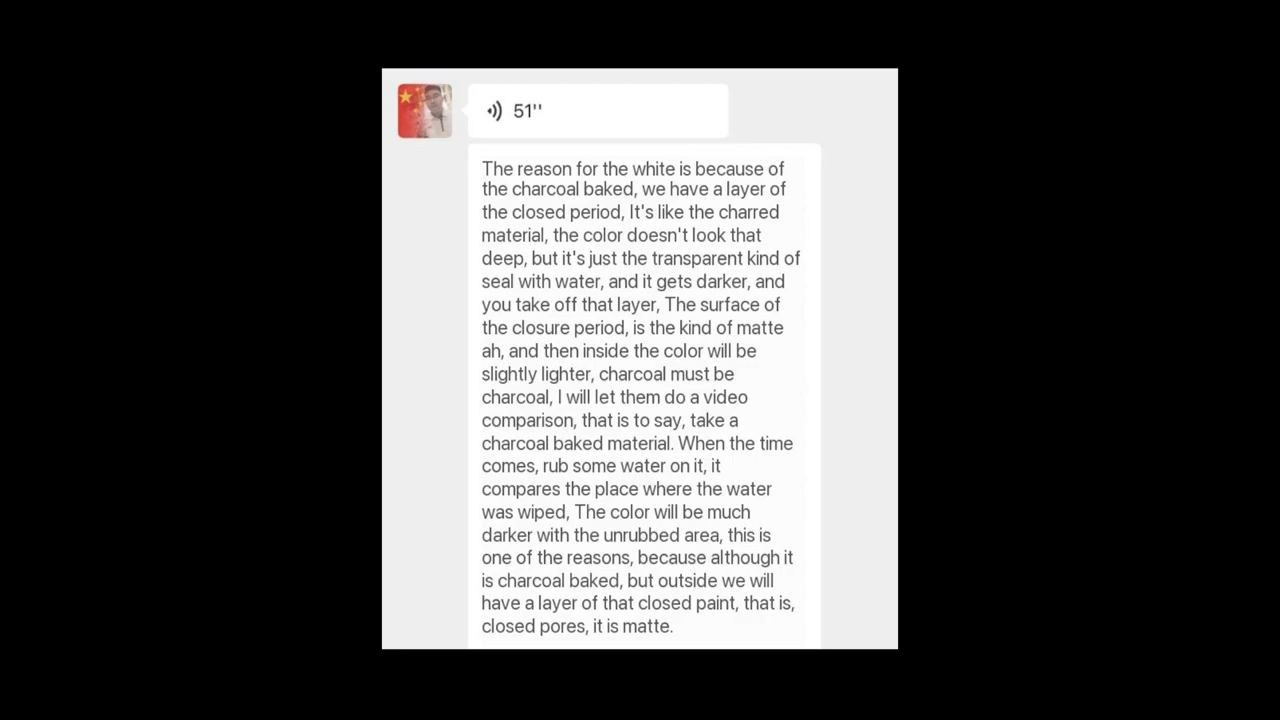 51''
The reason for the white is because of
the charcoal baked, we have a layer of
the closed period, It's like the charred
material, the color doesn't look that
deep, but it's just the transparent kind of
seal with water, and it gets darker, and
you take off that layer, The surface of
the closure period, is the kind of matte
ah, and then inside the color will be
slightly lighter, charcoal must be
charcoal, I will let them do a video
comparison, that is to say, take a
charcoal baked material. When the time
comes, rub some water on it, it
compares the place where the water
was wiped, The color will be much
darker with the unrubbed area, this is
one of the reasons, because although it
is charcoal baked, but outside we will
have a layer of that closed paint, that is,
closed pores, it is matte.